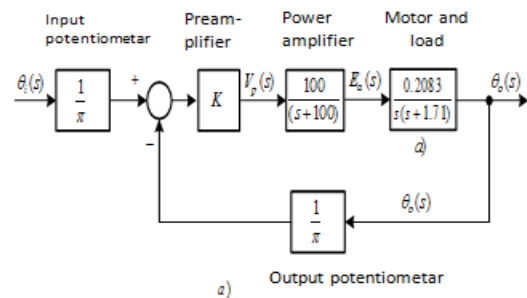 Input
potentiometar
Pream-
plifier
Power
amplifier
Motor and
load
θᵢ(s)
1/π
+
−
K
Vₚ(s)
100/(s+100)
Eₐ(s)
0.2083/s(s+1.71)
θₒ(s)
a)
1/π
θₒ(s)
Output potentiometar
a)